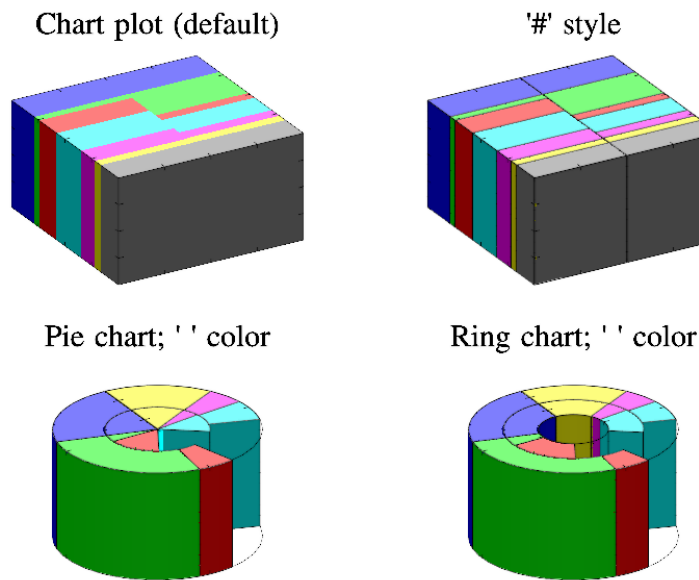 Chart plot (default)
'#' style
Pie chart; ' ' color
Ring chart; ' ' color